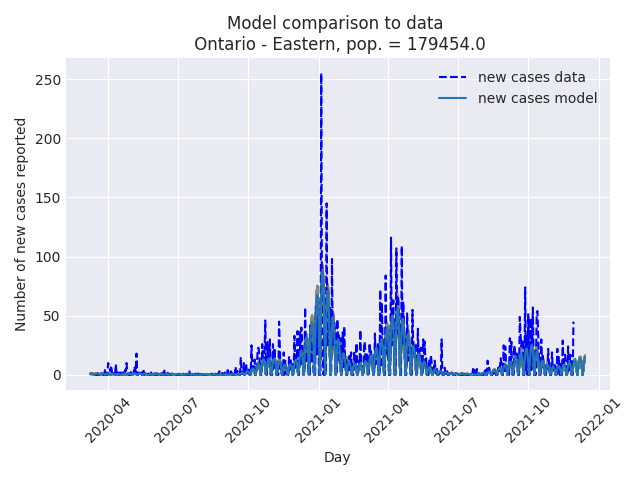 Model comparison to data
Ontario - Eastern, pop. = 179454.0
new cases data
new cases model
Number of new cases reported
250
200
150
100
50
0
2020-04
2020-07
2020-10
2021-01
2021-04
2021-07
2021-10
2022-01
Day